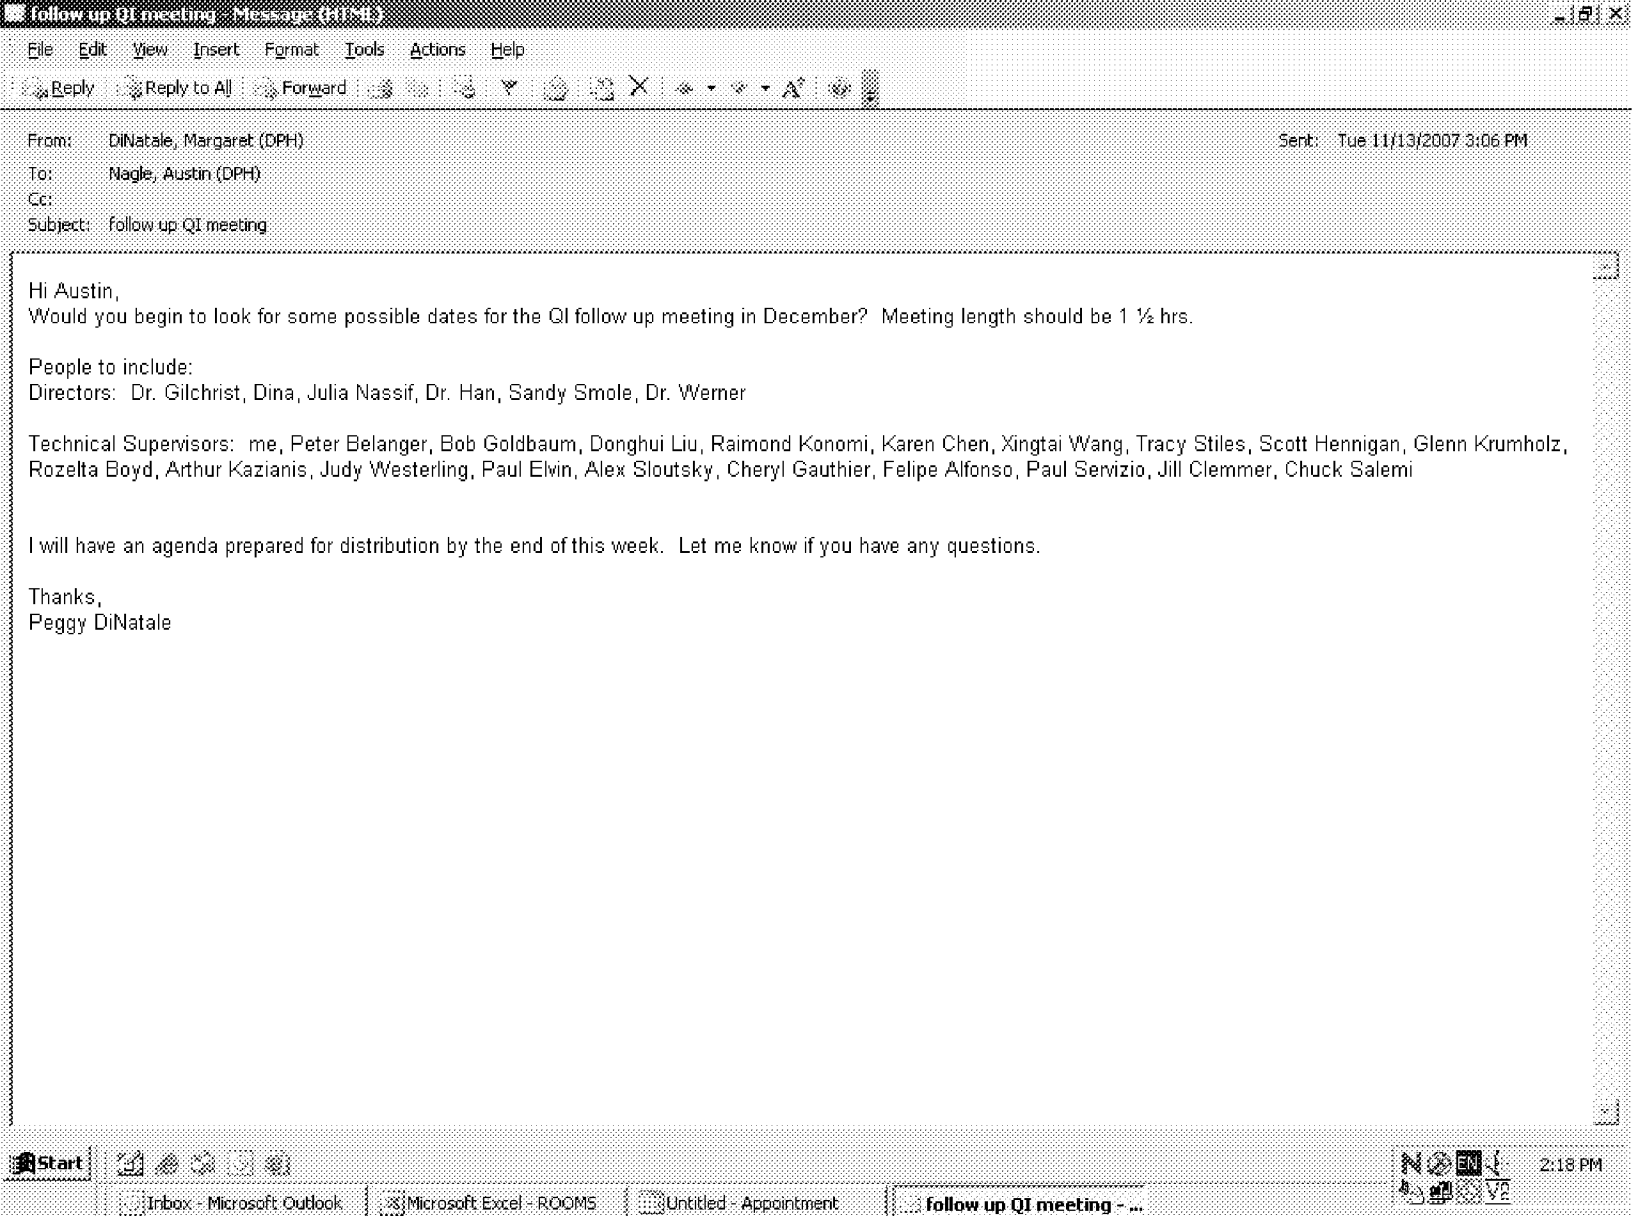 follow up QI meeting - Message (HTML)
File Edit View Insert Format Tools Actions Help
Reply Reply to All Forward
From: DiNatale, Margaret (DPH) Sent: Tue 11/13/2007 3:06 PM
To: Nagle, Austin (DPH)
Cc:
Subject: follow up QI meeting
Hi Austin,
Would you begin to look for some possible dates for the QI follow up meeting in December? Meeting length should be 1 ½ hrs.
People to include:
Directors: Dr. Gilchrist, Dina, Julia Nassif, Dr. Han, Sandy Smole, Dr. Werner
Technical Supervisors: me, Peter Belanger, Bob Goldbaum, Donghui Liu, Raimond Konomi, Karen Chen, Xingtai Wang, Tracy Stiles, Scott Hennigan, Glenn Krumholz,
Rozelta Boyd, Arthur Kazianis, Judy Westerling, Paul Elvin, Alex Sloutsky, Cheryl Gauthier, Felipe Alfonso, Paul Servizio, Jill Clemmer, Chuck Salemi
I will have an agenda prepared for distribution by the end of this week. Let me know if you have any questions.
Thanks,
Peggy DiNatale
Start EN 2:18 PM
Inbox - Microsoft Outlook Microsoft Excel - ROOMS Untitled - Appointment follow up QI meeting - ...